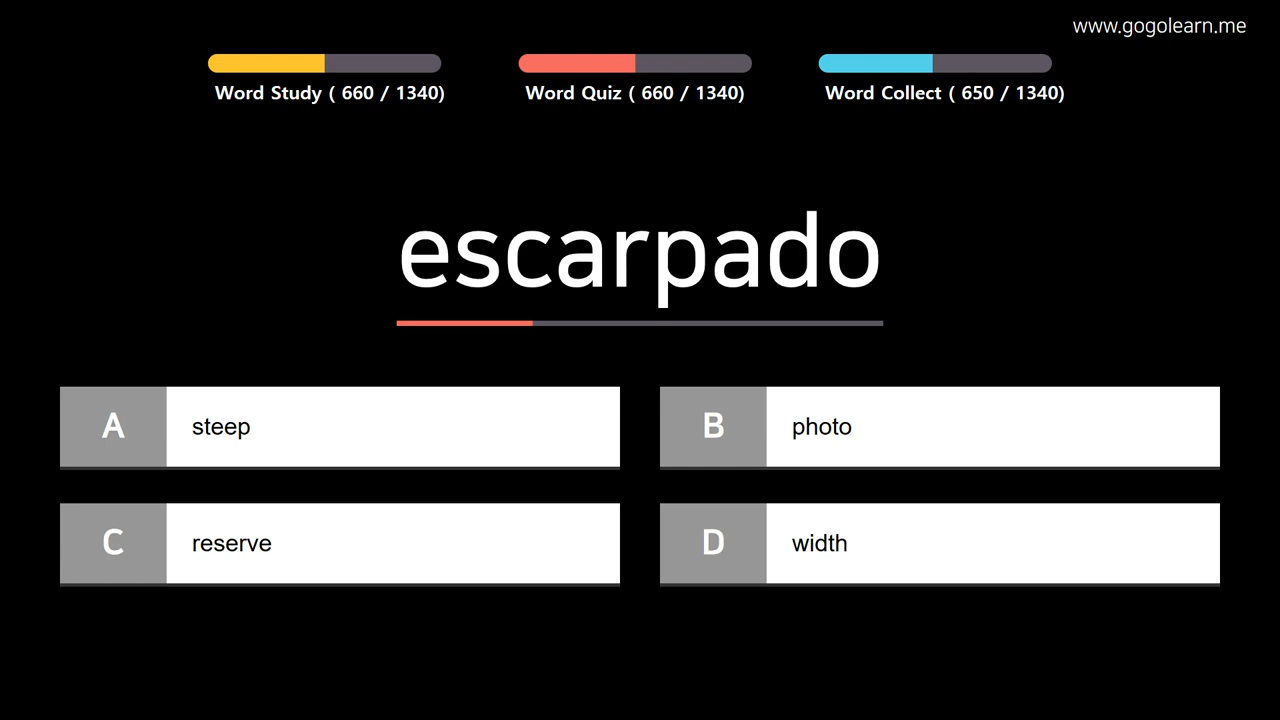 www.gogolearn.me
Word Study ( 660 / 1340)
Word Quiz ( 660 / 1340)
Word Collect ( 650 / 1340)
escarpado
A steep
B photo
C reserve
D width